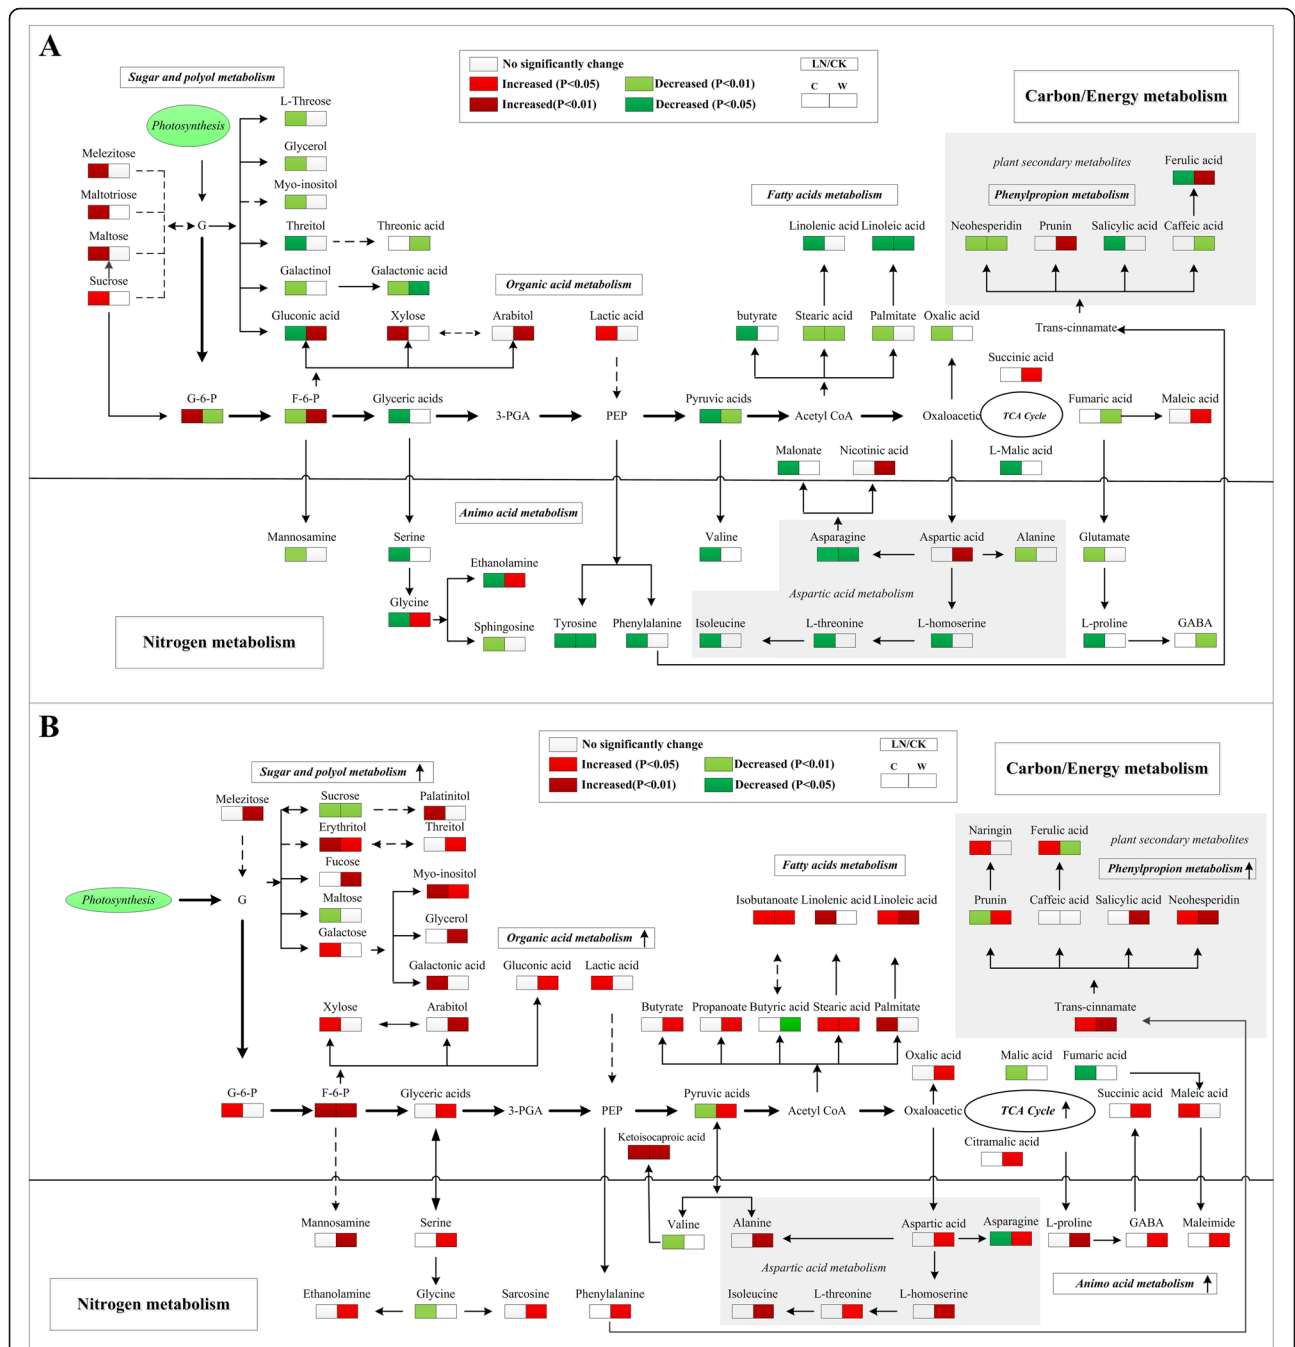 A
Sugar and polyol metabolism
No significantly change
LN/CK
Increased (P<0.05)
Decreased (P<0.01)
Increased(P<0.01)
Decreased (P<0.05)
C W
Carbon/Energy metabolism
L-Threose
Photosynthesis
Melezitose
Glycerol
plant secondary metabolites
Ferulic acid
Maltotriose
Myo-inositol
Fatty acids metabolism
Phenylpropion metabolism
G
Threitol
Threonic acid
Linolenic acid
Linoleic acid
Neohesperidin
Prunin
Salicylic acid
Caffeic acid
Maltose
Sucrose
Galactinol
Galactonic acid
Organic acid metabolism
Gluconic acid
Xylose
Arabitol
Lactic acid
butyrate
Stearic acid
Palmitate
Oxalic acid
Trans-cinnamate
Succinic acid
G-6-P
F-6-P
Glyceric acids
3-PGA
PEP
Pyruvic acids
Acetyl CoA
Oxaloacetic
TCA Cycle
Fumaric acid
Maleic acid
Malonate
Nicotinic acid
L-Malic acid
Animo acid metabolism
Mannosamine
Serine
Valine
Asparagine
Aspartic acid
Alanine
Glutamate
Ethanolamine
Aspartic acid metabolism
Glycine
Nitrogen metabolism
Sphingosine
Tyrosine
Phenylalanine
Isoleucine
L-threonine
L-homoserine
L-proline
GABA
B
No significantly change
LN/CK
Increased (P<0.05)
Decreased (P<0.01)
Increased(P<0.01)
Decreased (P<0.05)
C W
Carbon/Energy metabolism
Sugar and polyol metabolism
Melezitose
Sucrose
Palatinitol
Erythritol
Threitol
Naringin
Ferulic acid
plant secondary metabolites
Fucose
Myo-inositol
Fatty acids metabolism
Phenylpropion metabolism
Photosynthesis
G
Maltose
Isobutanoate
Linolenic acid
Linoleic acid
Prunin
Caffeic acid
Salicylic acid
Neohesperidin
Glycerol
Galactose
Organic acid metabolism
Galactonic acid
Gluconic acid
Lactic acid
Xylose
Arabitol
Butyrate
Propanoate
Butyric acid
Stearic acid
Palmitate
Trans-cinnamate
Oxalic acid
Malic acid
Fumaric acid
G-6-P
F-6-P
Glyceric acids
3-PGA
PEP
Pyruvic acids
Acetyl CoA
Oxaloacetic
TCA Cycle
Succinic acid
Maleic acid
Ketoisocaproic acid
Citramalic acid
Mannosamine
Serine
Valine
Alanine
Aspartic acid
Asparagine
L-proline
GABA
Maleimide
Aspartic acid metabolism
Animo acid metabolism
Nitrogen metabolism
Ethanolamine
Glycine
Sarcosine
Phenylalanine
Isoleucine
L-threonine
L-homoserine